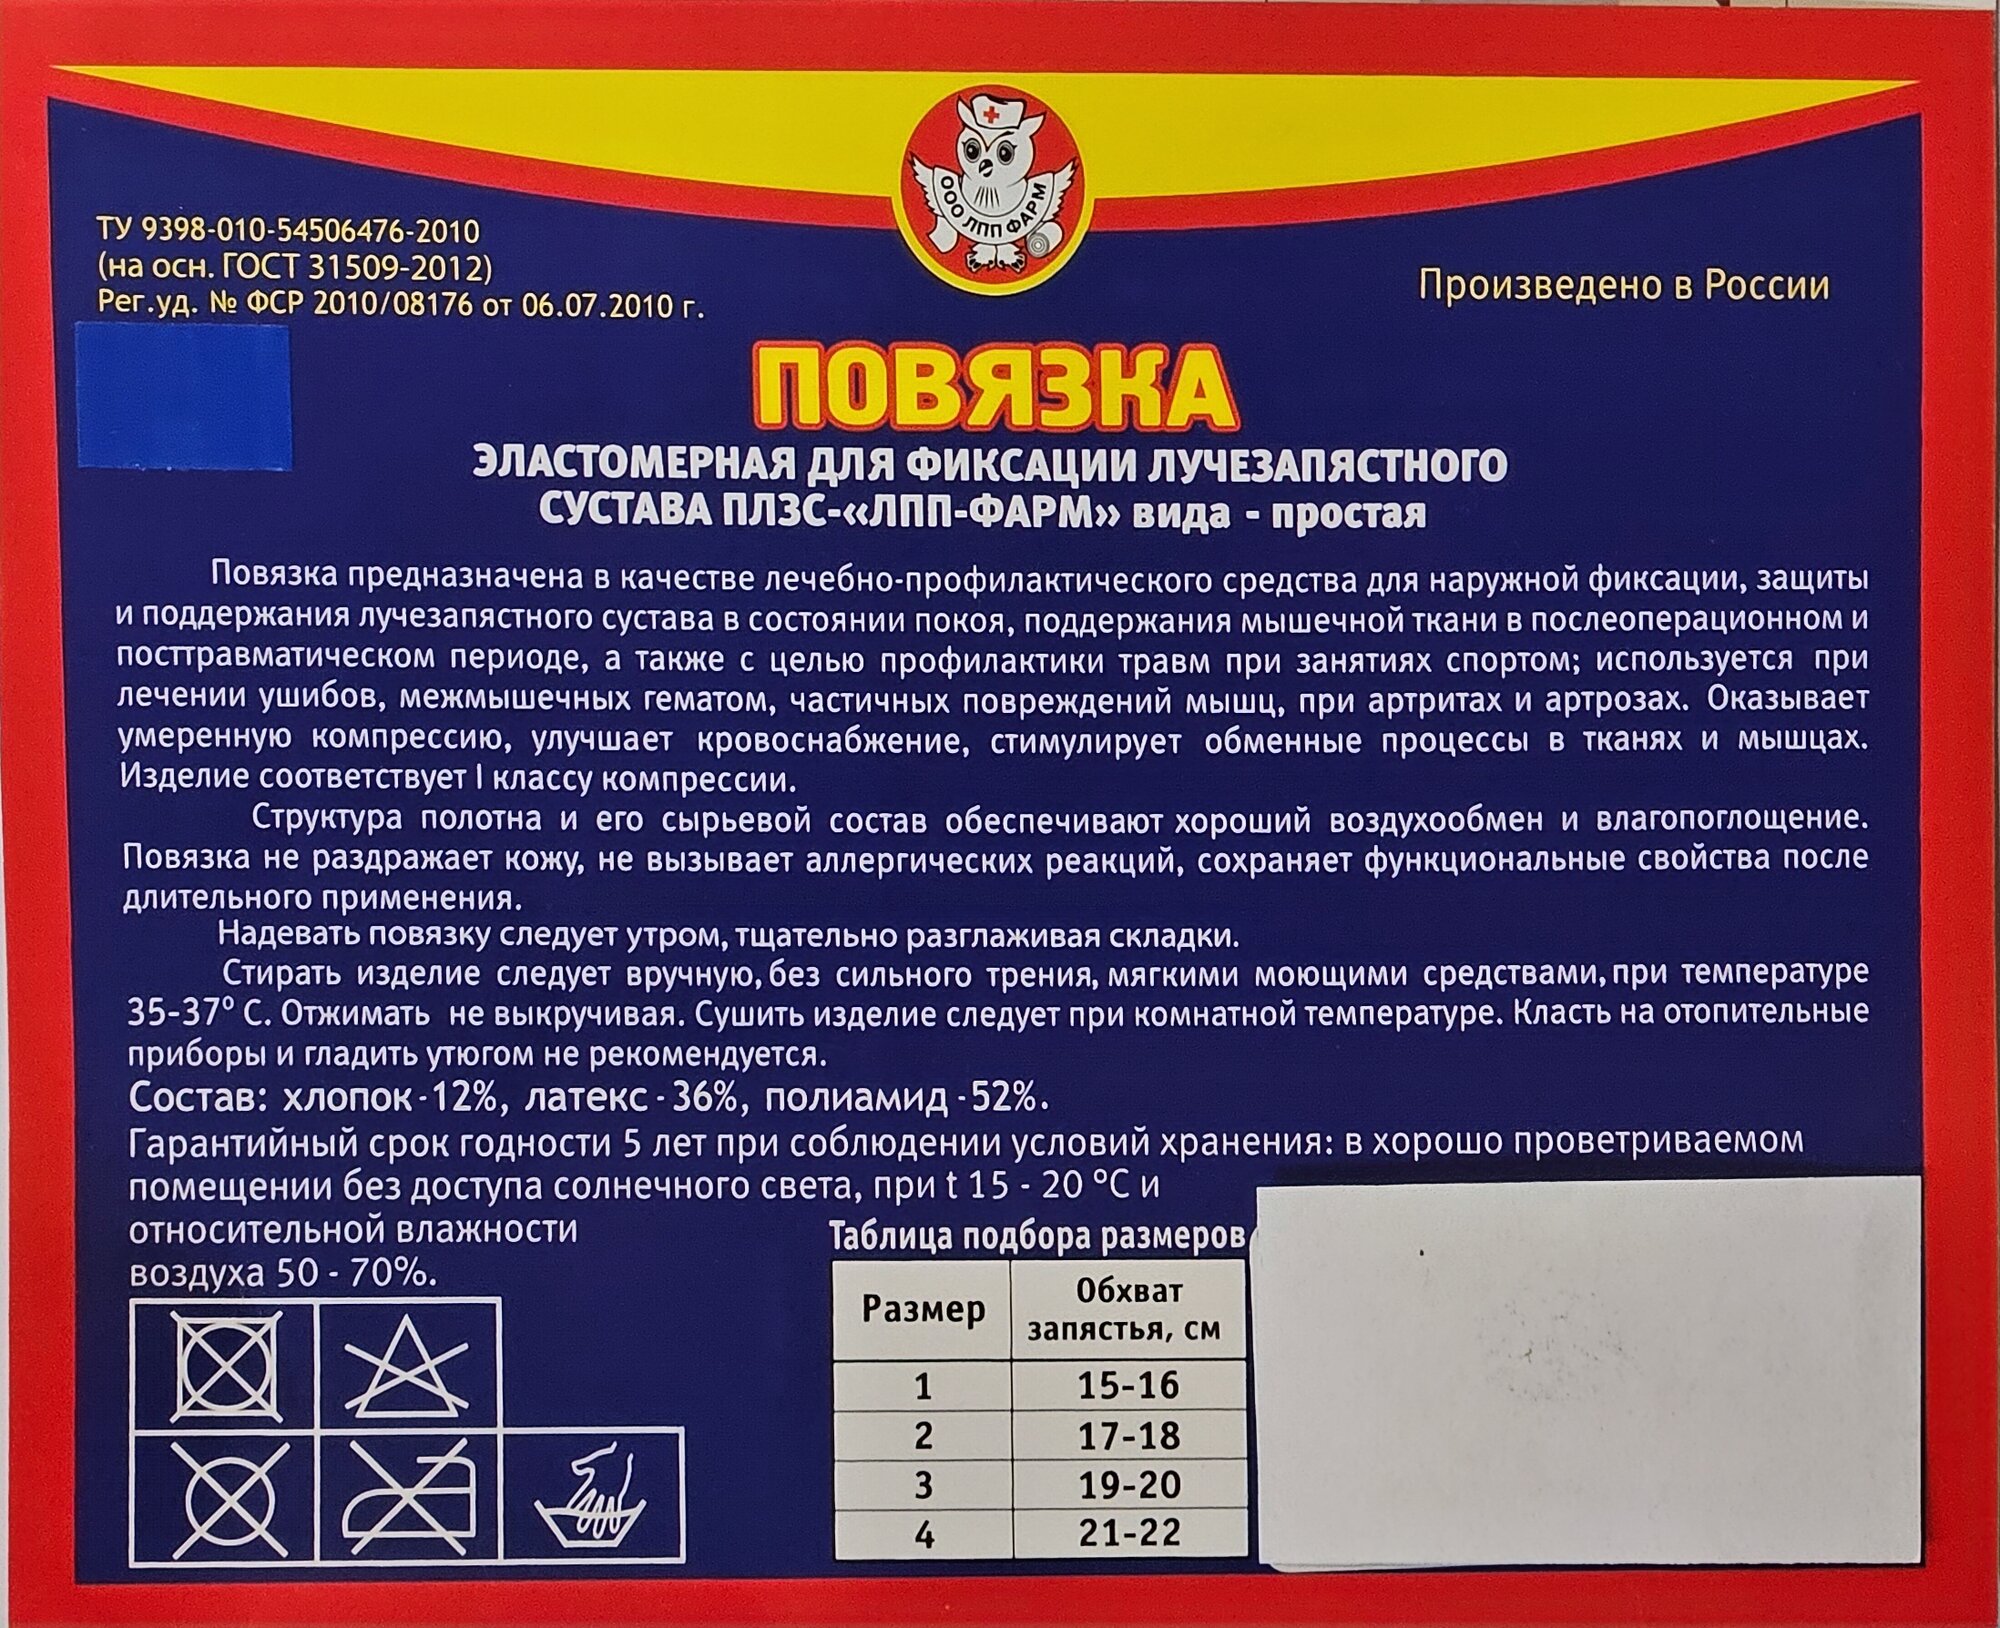 ООО ЛПП ФАРМ
ТУ 9398-010-54506476-2010
(на осн. ГОСТ 31509-2012)
Рег.уд. № ФСР 2010/08176 от 06.07.2010 г.
Произведено в России
ПОВЯЗКА
ЭЛАСТОМЕРНАЯ ДЛЯ ФИКСАЦИИ ЛУЧЕЗАПЯСТНОГО
СУСТАВА ПЛЗС-«ЛПП-ФАРМ» вида - простая
Повязка предназначена в качестве лечебно-профилактического средства для наружной фиксации, защиты
и поддержания лучезапястного сустава в состоянии покоя, поддержания мышечной ткани в послеоперационном и
посттравматическом периоде, а также с целью профилактики травм при занятиях спортом; используется при
лечении ушибов, межмышечных гематом, частичных повреждений мышц, при артритах и артрозах. Оказывает
умеренную компрессию, улучшает кровоснабжение, стимулирует обменные процессы в тканях и мышцах.
Изделие соответствует I классу компрессии.
Структура полотна и его сырьевой состав обеспечивают хороший воздухообмен и влагопоглощение.
Повязка не раздражает кожу, не вызывает аллергических реакций, сохраняет функциональные свойства после
длительного применения.
Надевать повязку следует утром, тщательно разглаживая складки.
Стирать изделие следует вручную, без сильного трения, мягкими моющими средствами, при температуре
35-37º С. Отжимать не выкручивая. Сушить изделие следует при комнатной температуре. Класть на отопительные
приборы и гладить утюгом не рекомендуется.
Состав: хлопок - 12%, латекс - 36%, полиамид - 52%.
Гарантийный срок годности 5 лет при соблюдении условий хранения: в хорошо проветриваемом
помещении без доступа солнечного света, при t 15 - 20 ºС и
относительной влажности
воздуха 50 - 70%.
Таблица подбора размеров
Размер Обхват запястья, см
1 15-16
2 17-18
3 19-20
4 21-22